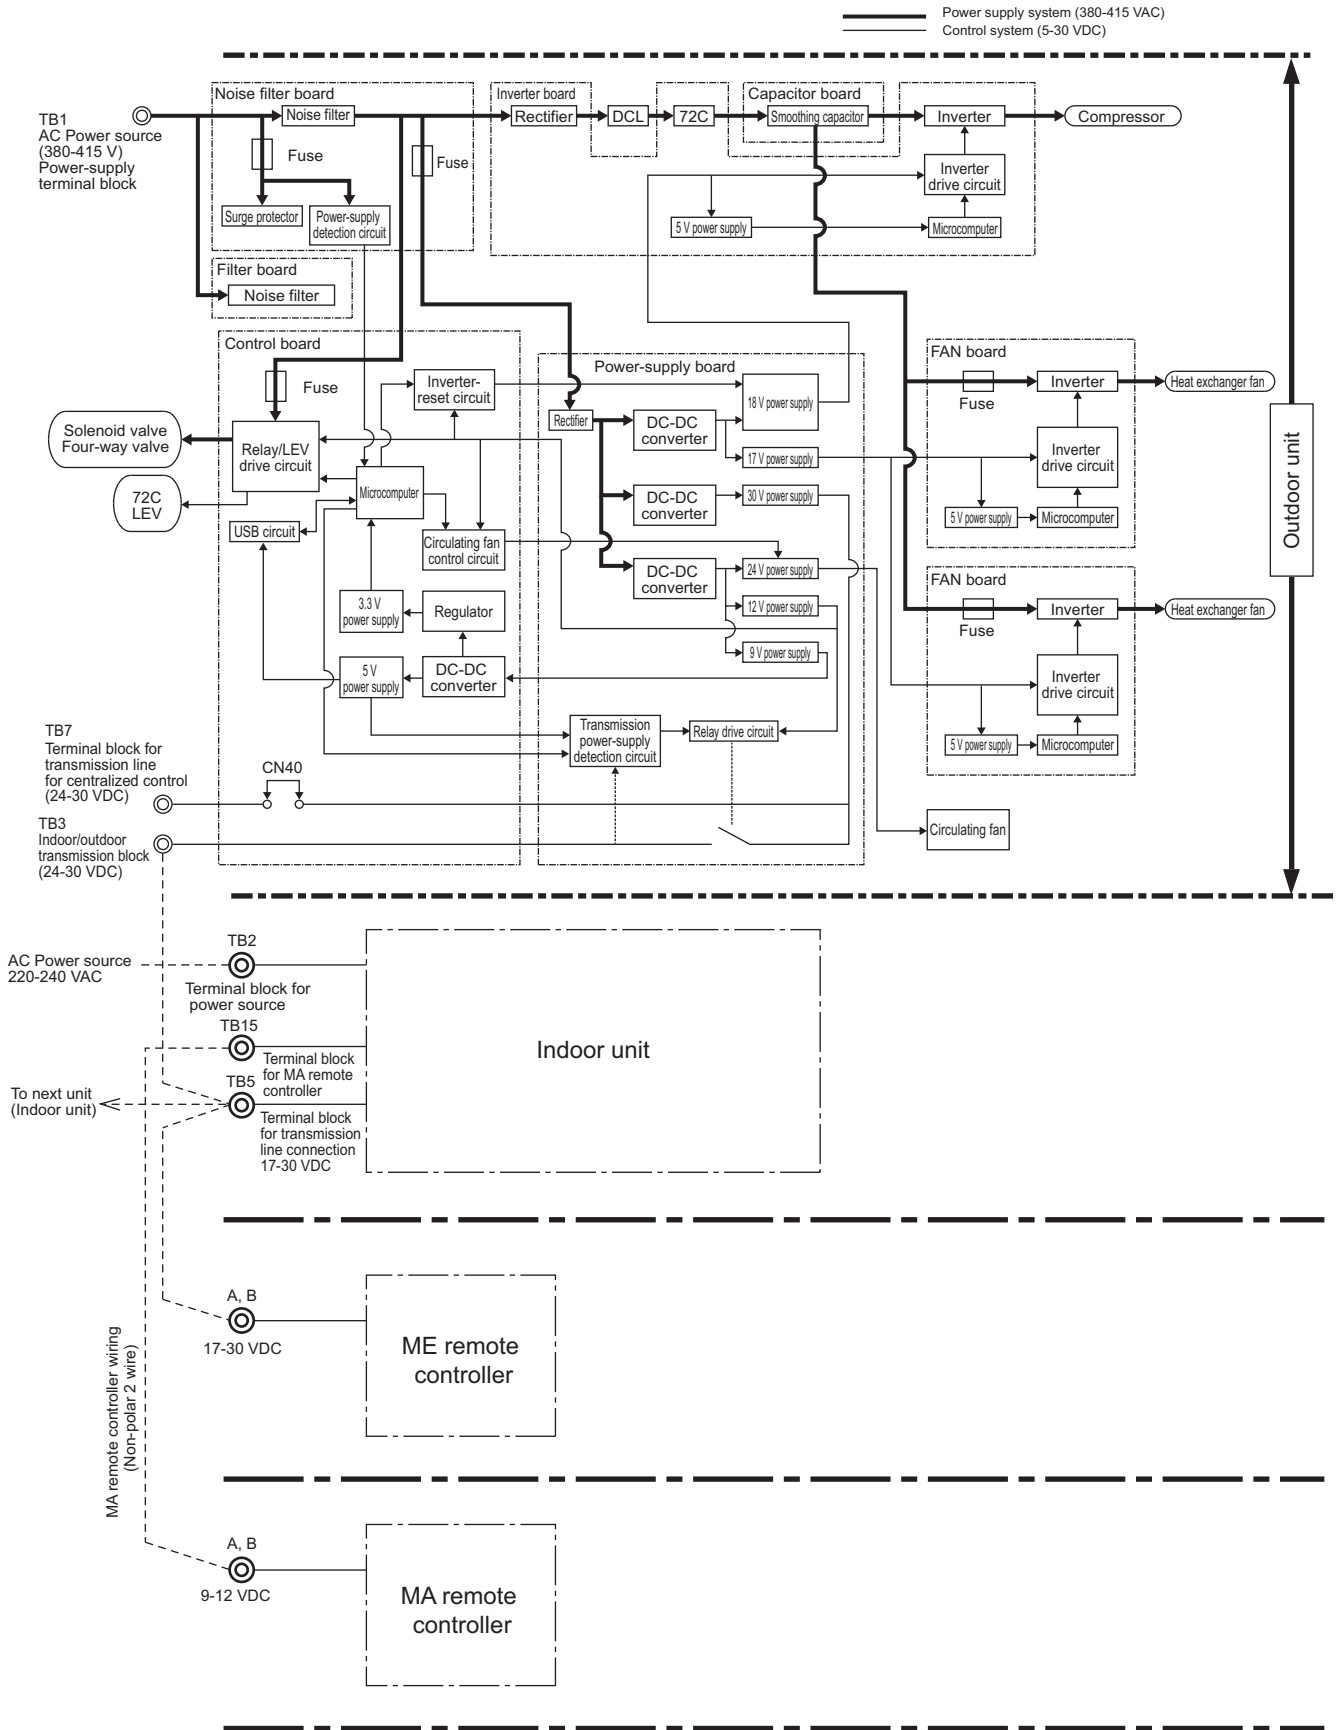 Power supply system (380-415 VAC)
Control system (5-30 VDC)
Noise filter board
Noise filter
Fuse
Fuse
Surge protector
Power-supply
detection circuit
TB1
AC Power source
(380-415 V)
Power-supply
terminal block
Inverter board
Rectifier
DCL
72C
Capacitor board
Smoothing capacitor
Inverter
Compressor
Inverter
drive circuit
5 V power supply
Microcomputer
Filter board
Noise filter
Control board
Fuse
Inverter-
reset circuit
Solenoid valve
Four-way valve
Relay/LEV
drive circuit
72C
LEV
Microcomputer
USB circuit
Circulating fan
control circuit
3.3 V
power supply
Regulator
5 V
power supply
DC-DC
converter
Power-supply board
Rectifier
DC-DC
converter
18 V power supply
17 V power supply
DC-DC
converter
30 V power supply
DC-DC
converter
24 V power supply
12 V power supply
9 V power supply
Transmission
power-supply
detection circuit
Relay drive circuit
FAN board
Fuse
Inverter
Heat exchanger fan
Inverter
drive circuit
5 V power supply
Microcomputer
FAN board
Fuse
Inverter
Heat exchanger fan
Inverter
drive circuit
5 V power supply
Microcomputer
Circulating fan
Outdoor unit
TB7
Terminal block for
transmission line
for centralized control
(24-30 VDC)
CN40
TB3
Indoor/outdoor
transmission block
(24-30 VDC)
AC Power source
220-240 VAC
TB2
Terminal block for
power source
TB15
Terminal block
for MA remote
controller
TB5
Terminal block
for transmission
line connection
17-30 VDC
To next unit
(Indoor unit)
Indoor unit
A, B
17-30 VDC
ME remote
controller
MA remote controller wiring
(Non-polar 2 wire)
A, B
9-12 VDC
MA remote
controller